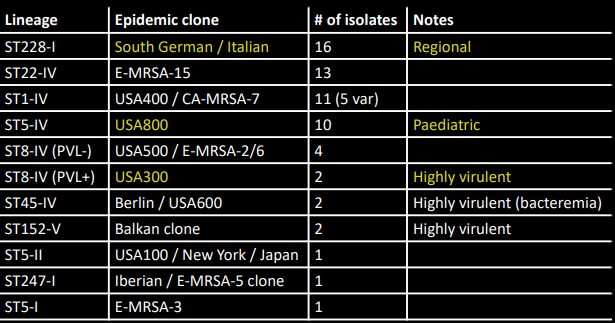 Lineage Epidemic clone # of isolates Notes
ST228-I South German / Italian 16 Regional
ST22-IV E-MRSA-15 13
ST1-IV USA400 / CA-MRSA-7 11 (5 var)
ST5-IV USA800 10 Paediatric
ST8-IV (PVL-) USA500 / E-MRSA-2/6 4
ST8-IV (PVL+) USA300 2 Highly virulent
ST45-IV Berlin / USA600 2 Highly virulent (bacteremia)
ST152-V Balkan clone 2 Highly virulent
ST5-II USA100 / New York / Japan 1
ST247-I Iberian / E-MRSA-5 clone 1
ST5-I E-MRSA-3 1